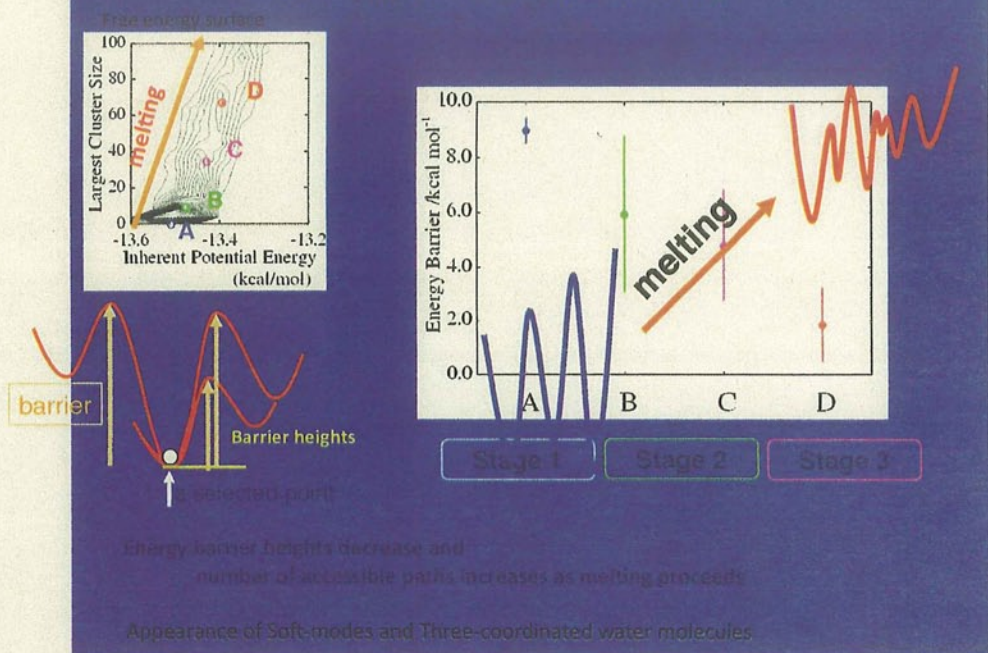 Free energy surface
100
80
60
40
20
0
Largest Cluster Size
melting
D
C
B
A
-13.6 -13.4 -13.2
Inherent Potential Energy
(kcal/mol)
10.0
8.0
6.0
4.0
2.0
0.0
Energy Barrier /kcal mol-1
melting
A B C D
barrier
Barrier heights
a selected point
Stage 1 Stage 2 Stage 3
Energy barrier heights decrease and
number of accessible paths increases as melting proceeds
Appearance of Soft-modes and Three-coordinated water molecules